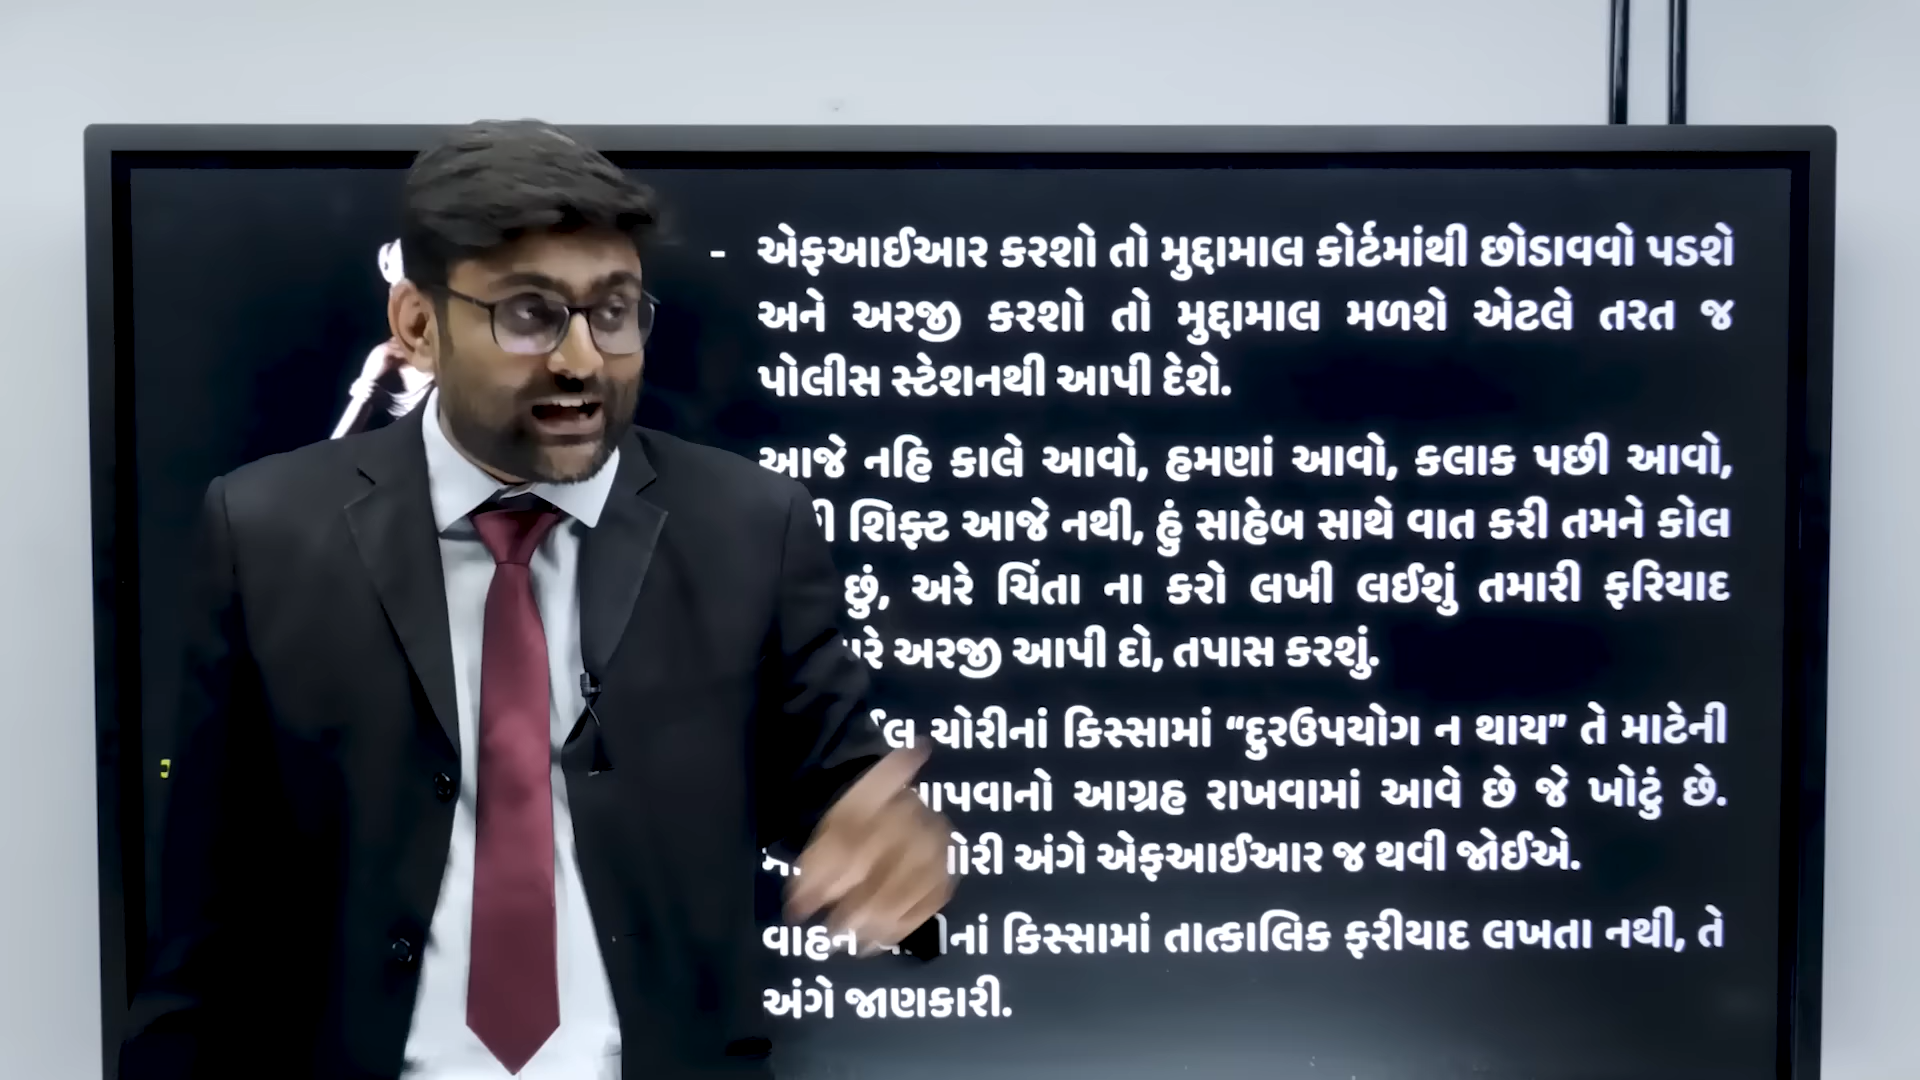 - એફઆઈઆર કરશો તો મુદ્દામાલ કોર્ટમાંથી છોડાવવો પડશે
અને અરજી કરશો તો મુદ્દામાલ મળશે એટલે તરત જ
પોલીસ સ્ટેશનથી આપી દેશે.
આજે નહિ કાલે આવો, હમણાં આવો, કલાક પછી આવો,
શિફ્ટ આજે નથી, હું સાહેબ સાથે વાત કરી તમને કોલ
છું, અરે ચિંતા ના કરો લખી લઈશું તમારી ફરિયાદ
અરજી આપી દો, તપાસ કરશું.
ચોરીનાં કિસ્સામાં “દુરઉપયોગ ન થાય” તે માટેની
આગ્રહ રાખવામાં આવે છે જે ખોટું છે.
અંગે એફઆઈઆર જ થવી જોઈએ.
વાહન કિસ્સામાં તાત્કાલિક ફરીયાદ લખતા નથી, તે
અંગે જાણકારી.